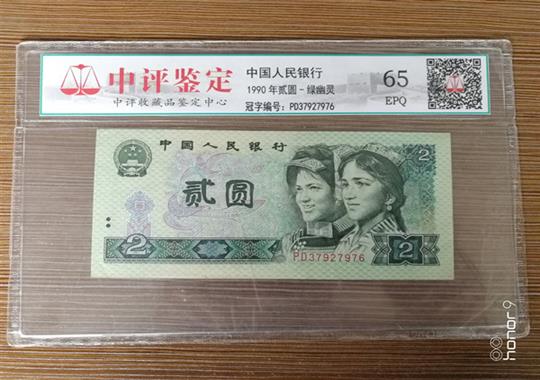 中评鉴定
中评收藏品鉴定中心
中国人民银行
1990年贰圆-绿幽灵
冠字编号: PD37927976
65
EPQ
中国人民银行
2
贰圆
2
2
PD37927976
honor 9